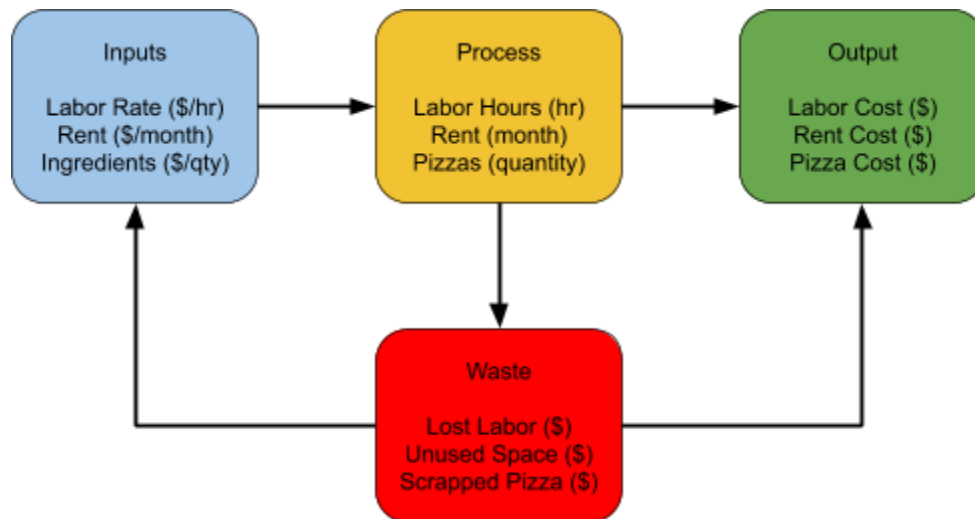 Inputs
Labor Rate ($/hr)
Rent ($/month)
Ingredients ($/qty)
Process
Labor Hours (hr)
Rent (month)
Pizzas (quantity)
Output
Labor Cost ($)
Rent Cost ($)
Pizza Cost ($)
Waste
Lost Labor ($)
Unused Space ($)
Scrapped Pizza ($)